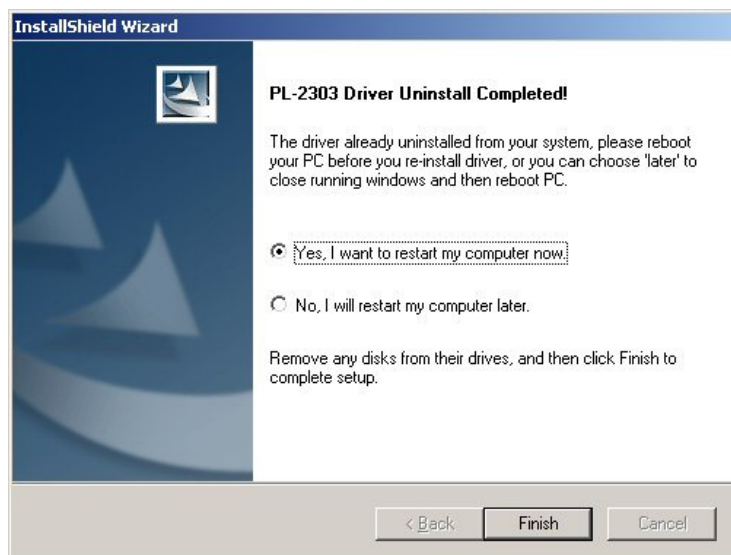 InstallShield Wizard
PL-2303 Driver Uninstall Completed!
The driver already uninstalled from your system, please reboot
your PC before you re-install driver, or you can choose 'later' to
close running windows and then reboot PC.
Yes, I want to restart my computer now.
No, I will restart my computer later.
Remove any disks from their drives, and then click Finish to
complete setup.
< Back Finish Cancel